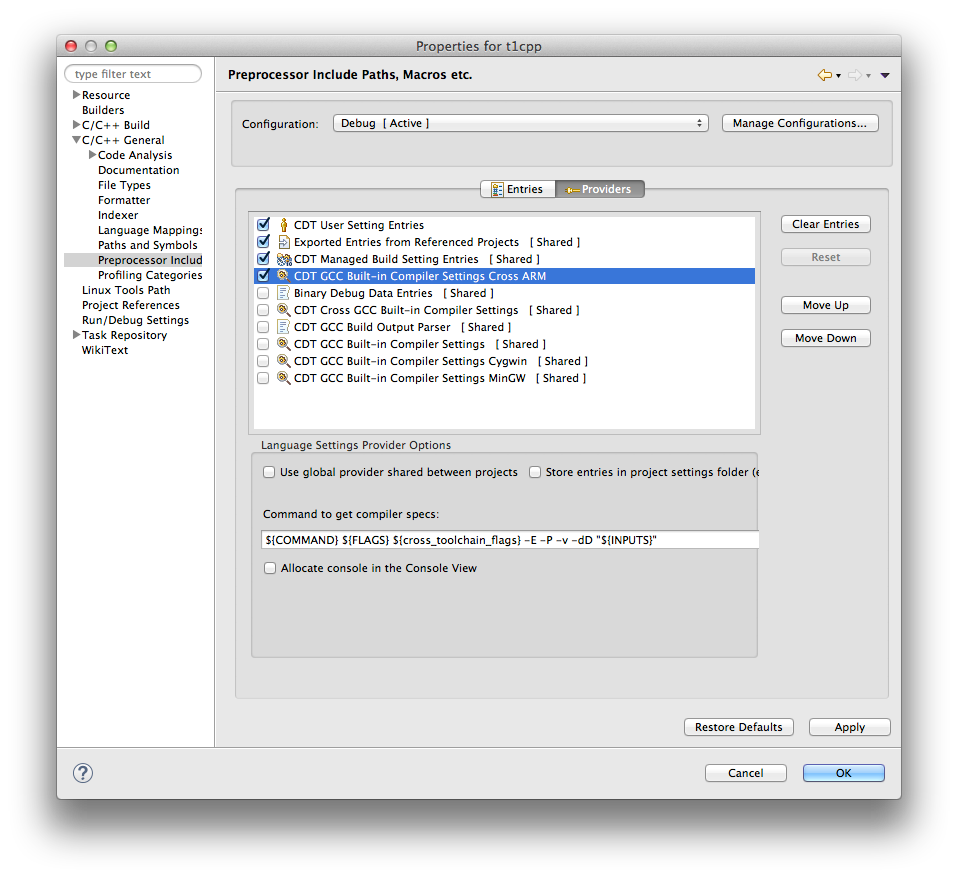 Properties for t1cpp
type filter text
Resource
Builders
C/C++ Build
C/C++ General
Code Analysis
Documentation
File Types
Formatter
Indexer
Language Mappings
Paths and Symbols
Preprocessor Includ
Profiling Categories
Linux Tools Path
Project References
Run/Debug Settings
Task Repository
WikiText
Preprocessor Include Paths, Macros etc.
Configuration: Debug [ Active ] Manage Configurations...
Entries Providers
CDT User Setting Entries
Exported Entries from Referenced Projects [ Shared ]
CDT Managed Build Setting Entries [ Shared ]
CDT GCC Built-in Compiler Settings Cross ARM
Binary Debug Data Entries [ Shared ]
CDT Cross GCC Built-in Compiler Settings [ Shared ]
CDT GCC Build Output Parser [ Shared ]
CDT GCC Built-in Compiler Settings [ Shared ]
CDT GCC Built-in Compiler Settings Cygwin [ Shared ]
CDT GCC Built-in Compiler Settings MinGW [ Shared ]
Clear Entries
Reset
Move Up
Move Down
Language Settings Provider Options
Use global provider shared between projects Store entries in project settings folder (e
Command to get compiler specs:
${COMMAND} ${FLAGS} ${cross_toolchain_flags} -E -P -v -dD "${INPUTS}"
Allocate console in the Console View
Restore Defaults Apply
? Cancel OK